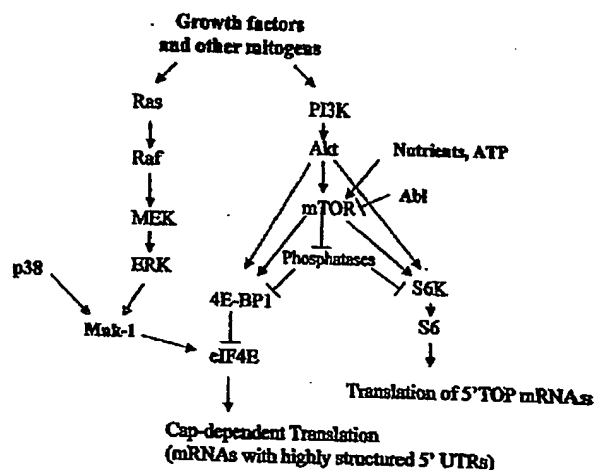 Growth factors
and other mitogens
Ras
PI3K
Raf
Akt
Nutrients, ATP
Abl
mTOR
MEK
Phosphatases
ERK
p38
4E-BP1
S6K
Mnk-1
S6
eIF4E
Translation of 5'TOP mRNAs
Cap-dependent Translation
(mRNAs with highly structured 5' UTRs)